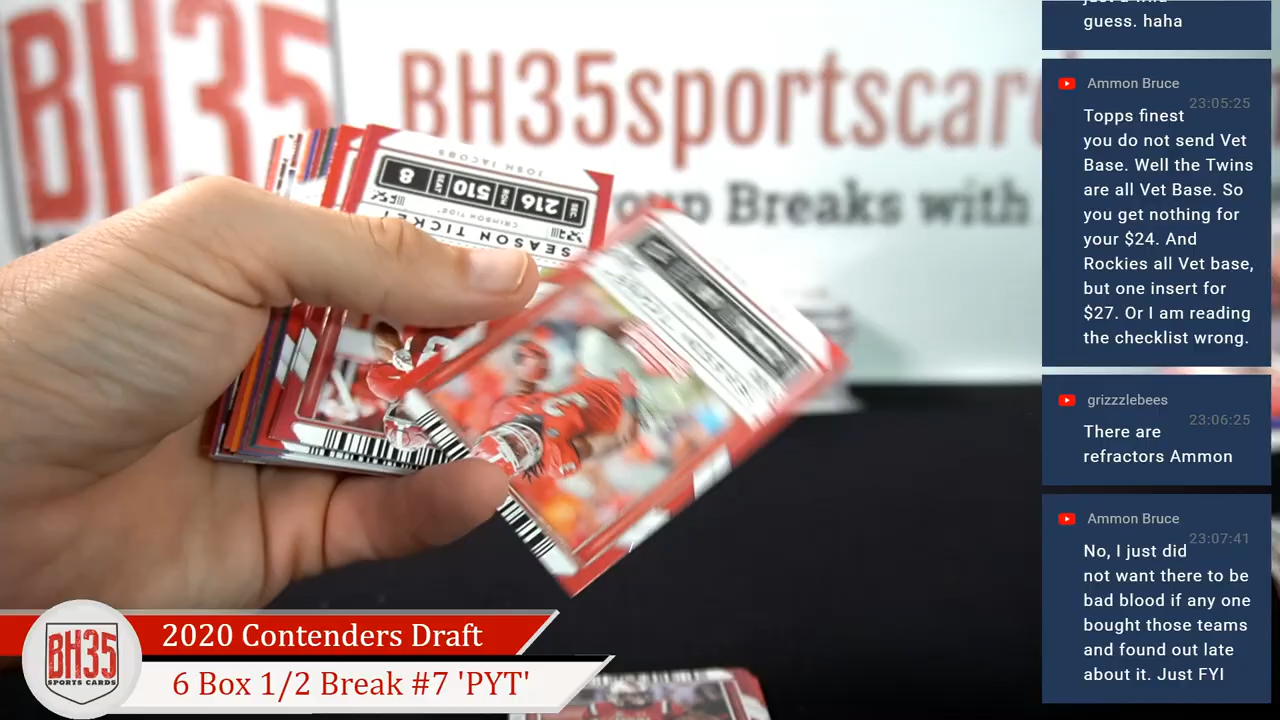 BH35
BH35sportscar
oup Breaks with
JOSH JACOBS
8 510 216
CRIMSON TIDE
SEASON TICKET
BH35
SPORTS CARDS
2020 Contenders Draft
6 Box 1/2 Break #7 'PYT'
guess. haha
Ammon Bruce
23:05:25
Topps finest
you do not send Vet
Base. Well the Twins
are all Vet Base. So
you get nothing for
your $24. And
Rockies all Vet base,
but one insert for
$27. Or I am reading
the checklist wrong.
grizzzlebees
23:06:25
There are
refractors Ammon
Ammon Bruce
23:07:41
No, I just did
not want there to be
bad blood if any one
bought those teams
and found out late
about it. Just FYI